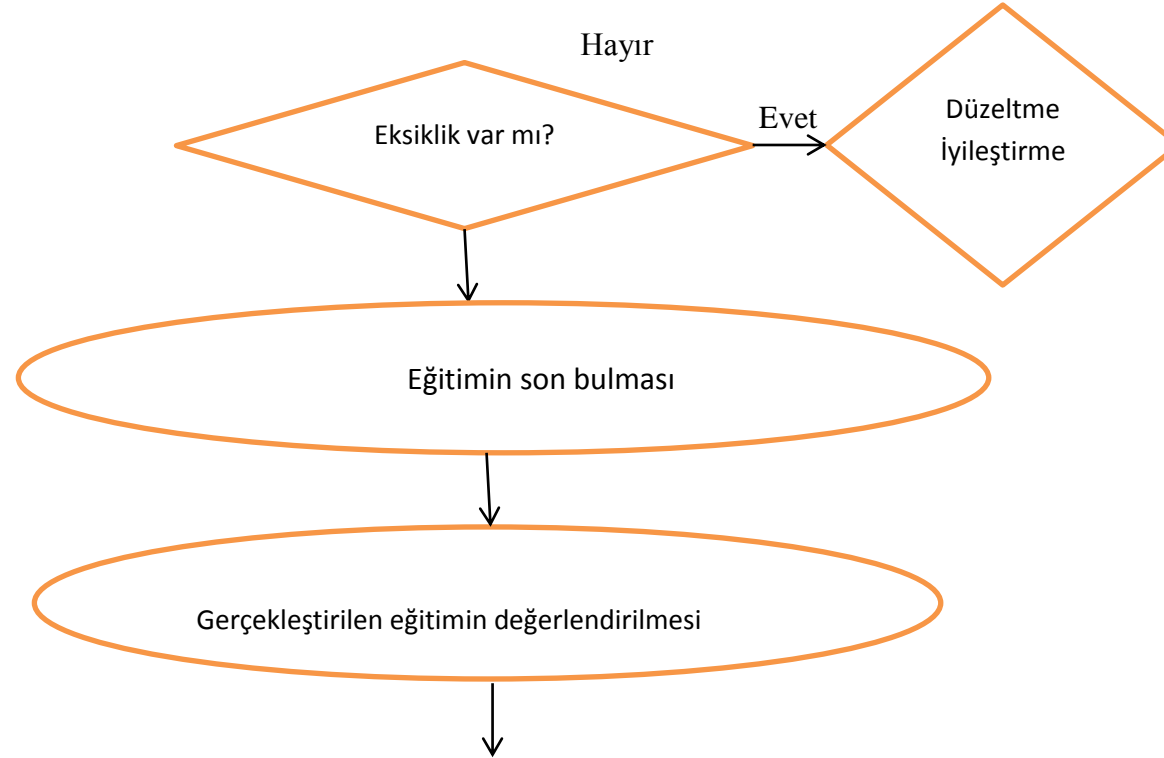 Hayır
Eksiklik var mı?
Evet
Düzeltme
İyileştirme
Eğitimin son bulması
Gerçekleştirilen eğitimin değerlendirilmesi